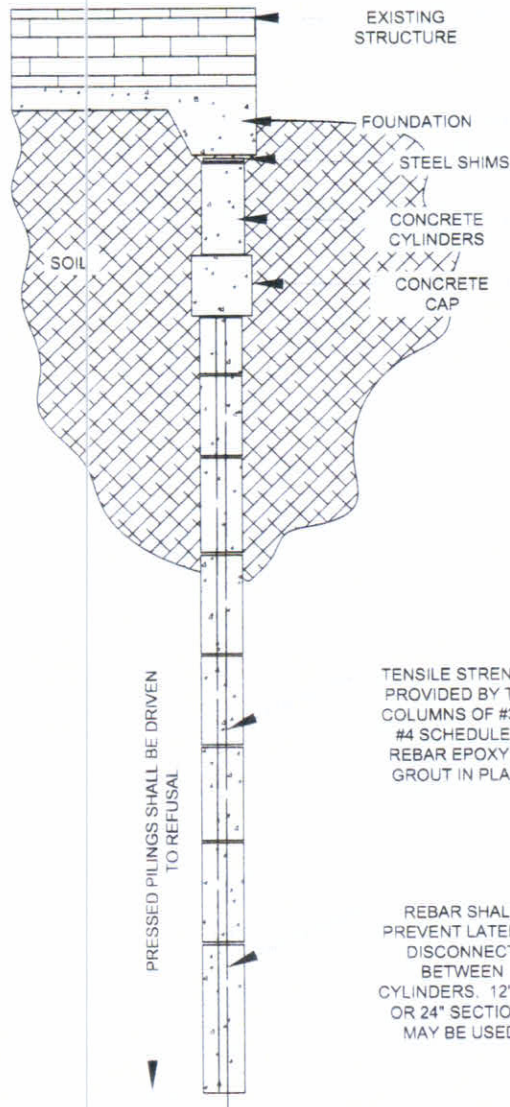 EXISTING
STRUCTURE
FOUNDATION
STEEL SHIMS
CONCRETE
CYLINDERS
SOIL
CONCRETE
CAP
PRESSED PILINGS SHALL BE DRIVEN
TO REFUSAL
TENSILE STREN
PROVIDED BY T
COLUMNS OF #3
#4 SCHEDULE
REBAR EPOXY
GROUT IN PLA
REBAR SHAL
PREVENT LATE
DISCONNECT
BETWEEN
CYLINDERS. 12"
OR 24" SECTIO
MAY BE USED